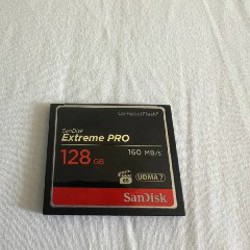 CompactFlash®
SanDisk
Extreme PRO
128 GB
160 MB/s
UDMA 7
SanDisk